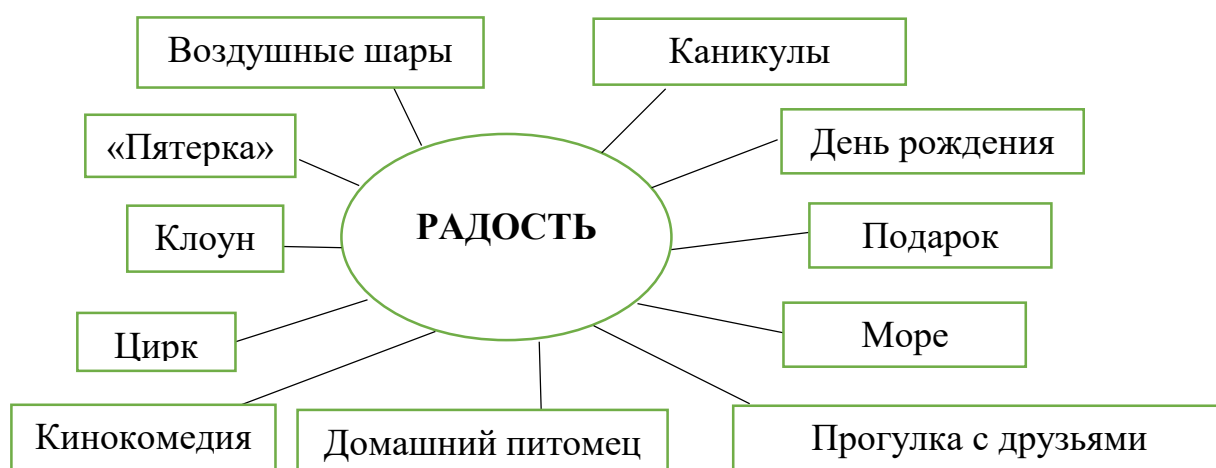 Воздушные шары
Каникулы
«Пятерка»
День рождения
Клоун
РАДОСТЬ
Подарок
Цирк
Море
Кинокомедия
Домашний питомец
Прогулка с друзьями